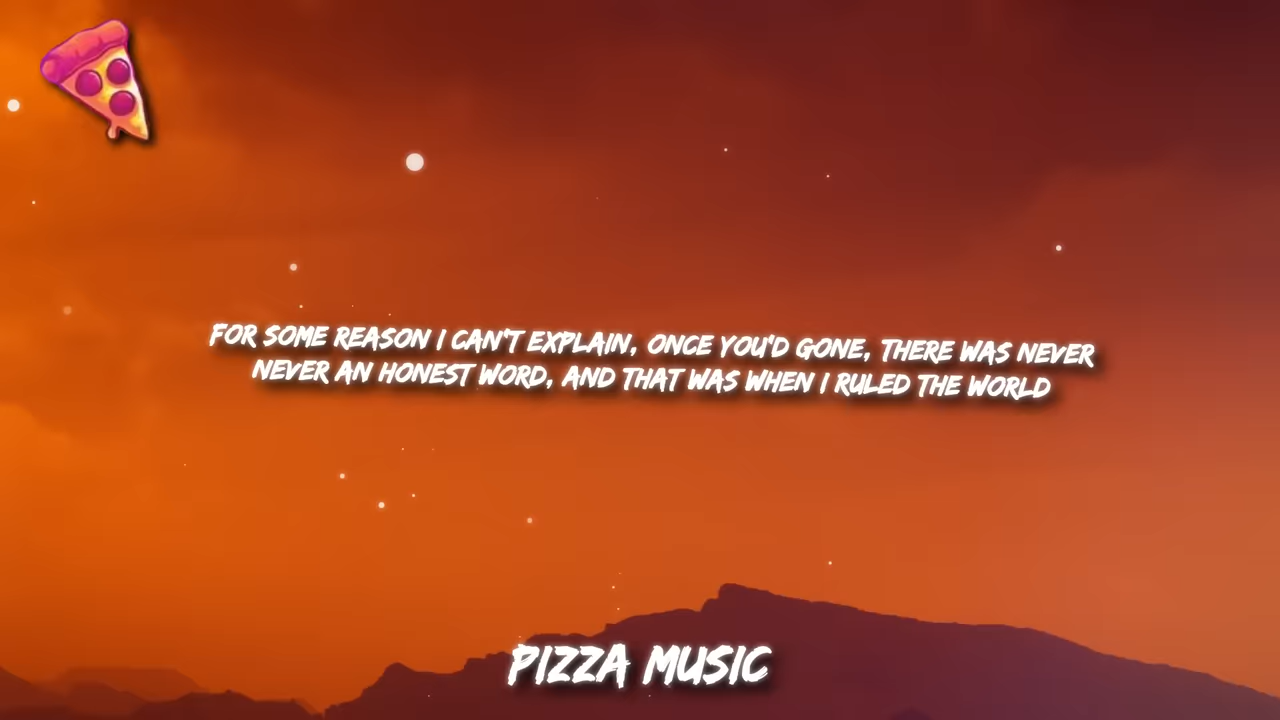 FOR SOME REASON I CAN'T EXPLAIN, ONCE YOU'D GONE, THERE WAS NEVER
NEVER AN HONEST WORD, AND THAT WAS WHEN I RULED THE WORLD
PIZZA MUSIC